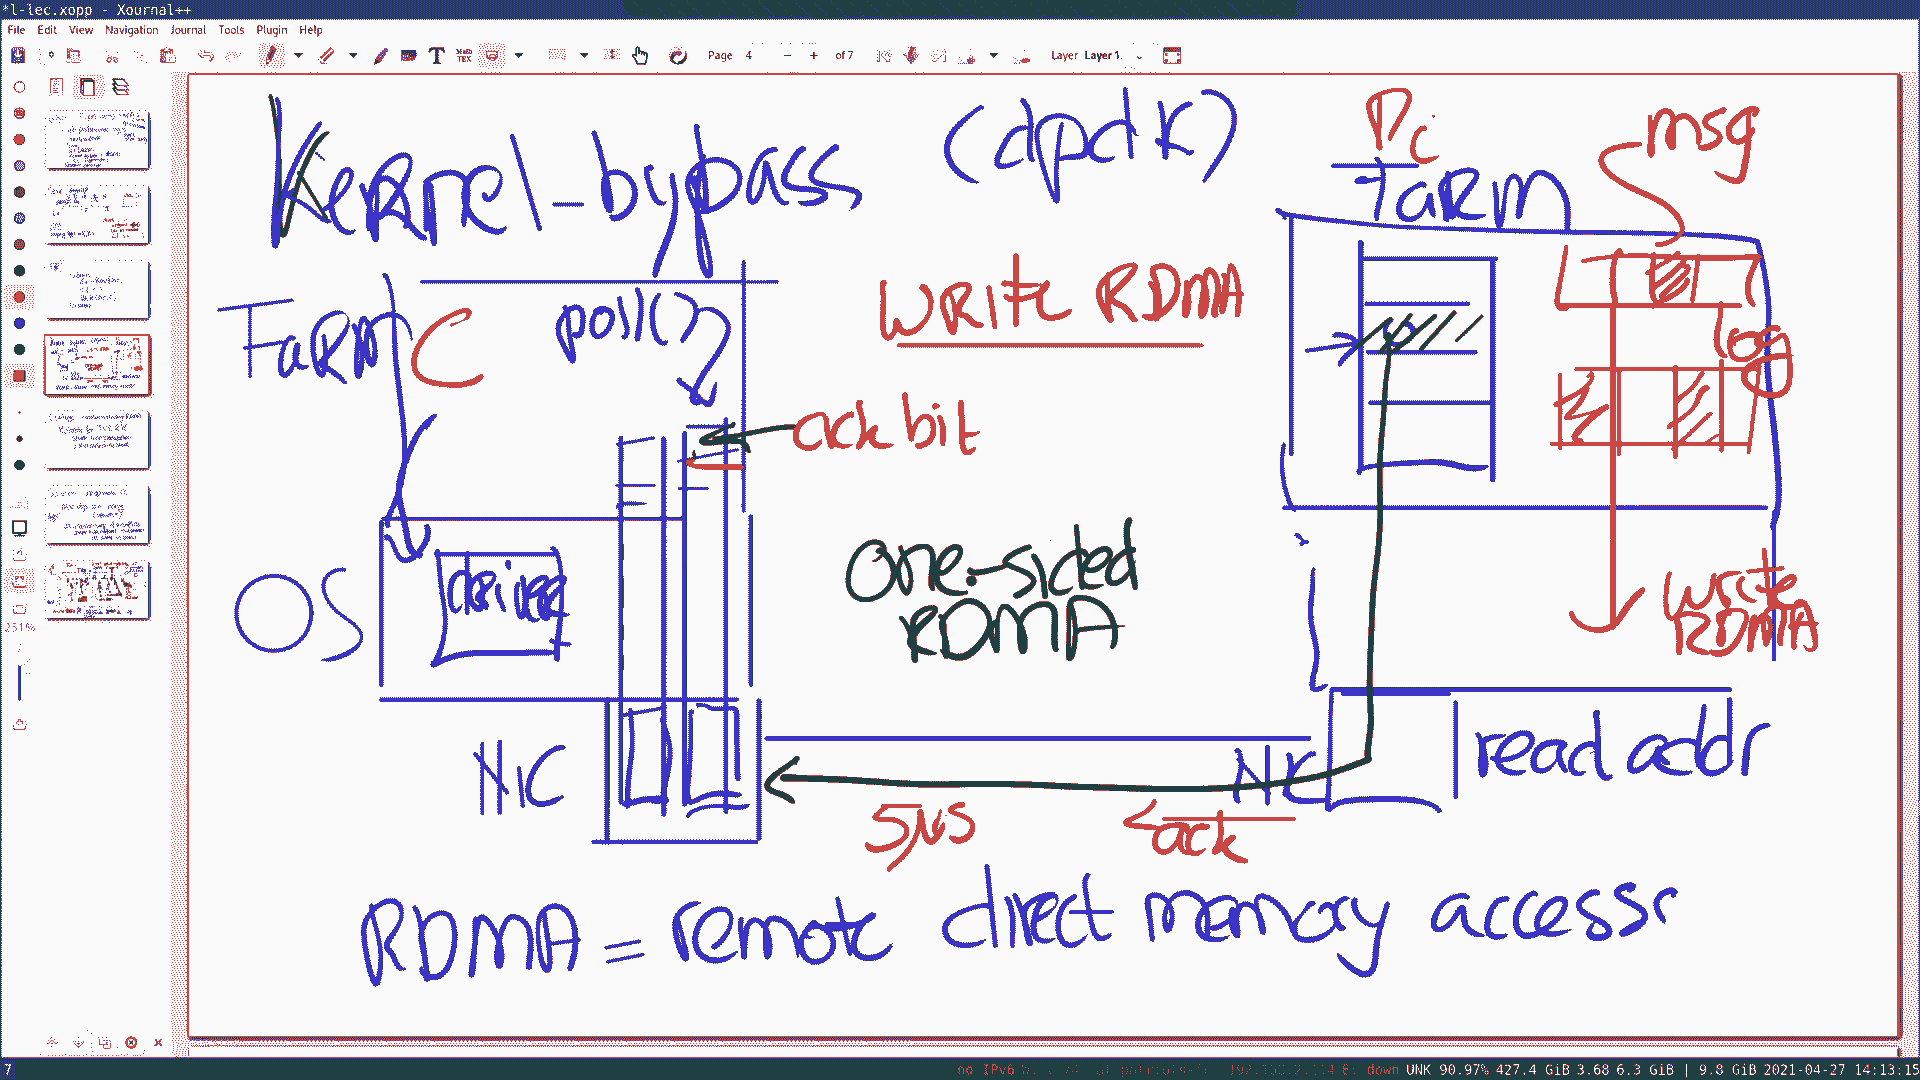 *l-lec.xopp - Xournal++
File Edit View Navigation Journal Tools Plugin Help
Page 4 of 7 Layer Layer 1
Kernel-bypass (dpdk)
FaRM C
poll()
Write RDMA
ack bit
PC
FaRM
msg
log
OS
One-sided
RDMA
write
RDMA
NIC
NIC
read addr
5μs
ack
RDMA = remote direct memory access
251%
7
no IPv6 down UNK 90.97% 427.4 GiB 3.68 6.3 GiB | 9.8 GiB 2021-04-27 14:13:15